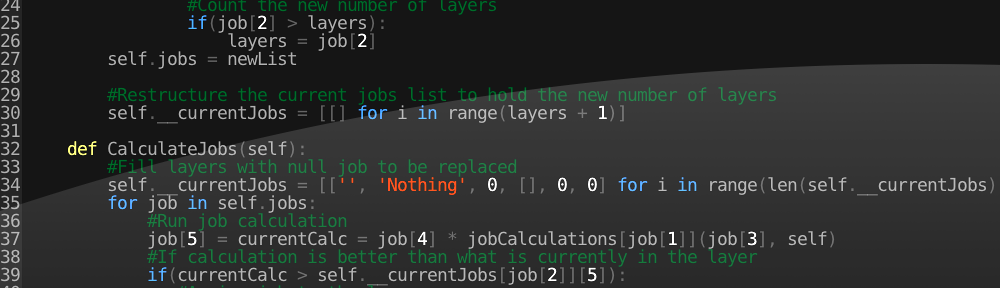 24 #Count the new number of layers
25 if(job[2] > layers):
26 layers = job[2]
27 self.jobs = newList
28
29 #Restructure the current jobs list to hold the new number of layers
30 self.__currentJobs = [[] for i in range(layers + 1)]
31
32 def CalculateJobs(self):
33 #Fill layers with null job to be replaced
34 self.__currentJobs = [['', 'Nothing', 0, [], 0, 0] for i in range(len(self.__currentJobs)
35 for job in self.jobs:
36 #Run job calculation
37 job[5] = currentCalc = job[4] * jobCalculations[job[1]](job[3], self)
38 #If calculation is better than what is currently in the layer
39 if(currentCalc > self.__currentJobs[job[2]][5]):